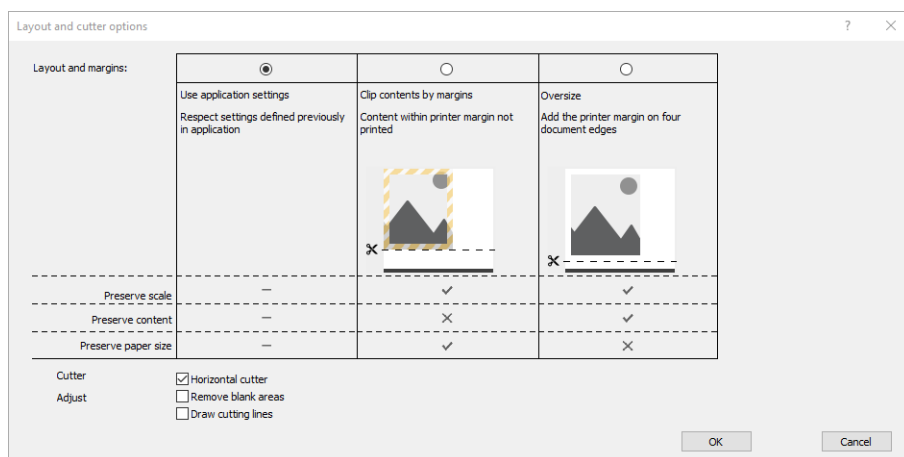 Layout and cutter options
Layout and margins:
Use application settings
Respect settings defined previously
in application
Clip contents by margins
Content within printer margin not
printed
Oversize
Add the printer margin on four
document edges
Preserve scale
Preserve content
Preserve paper size
Cutter
Horizontal cutter
Adjust
Remove blank areas
Draw cutting lines
OK
Cancel